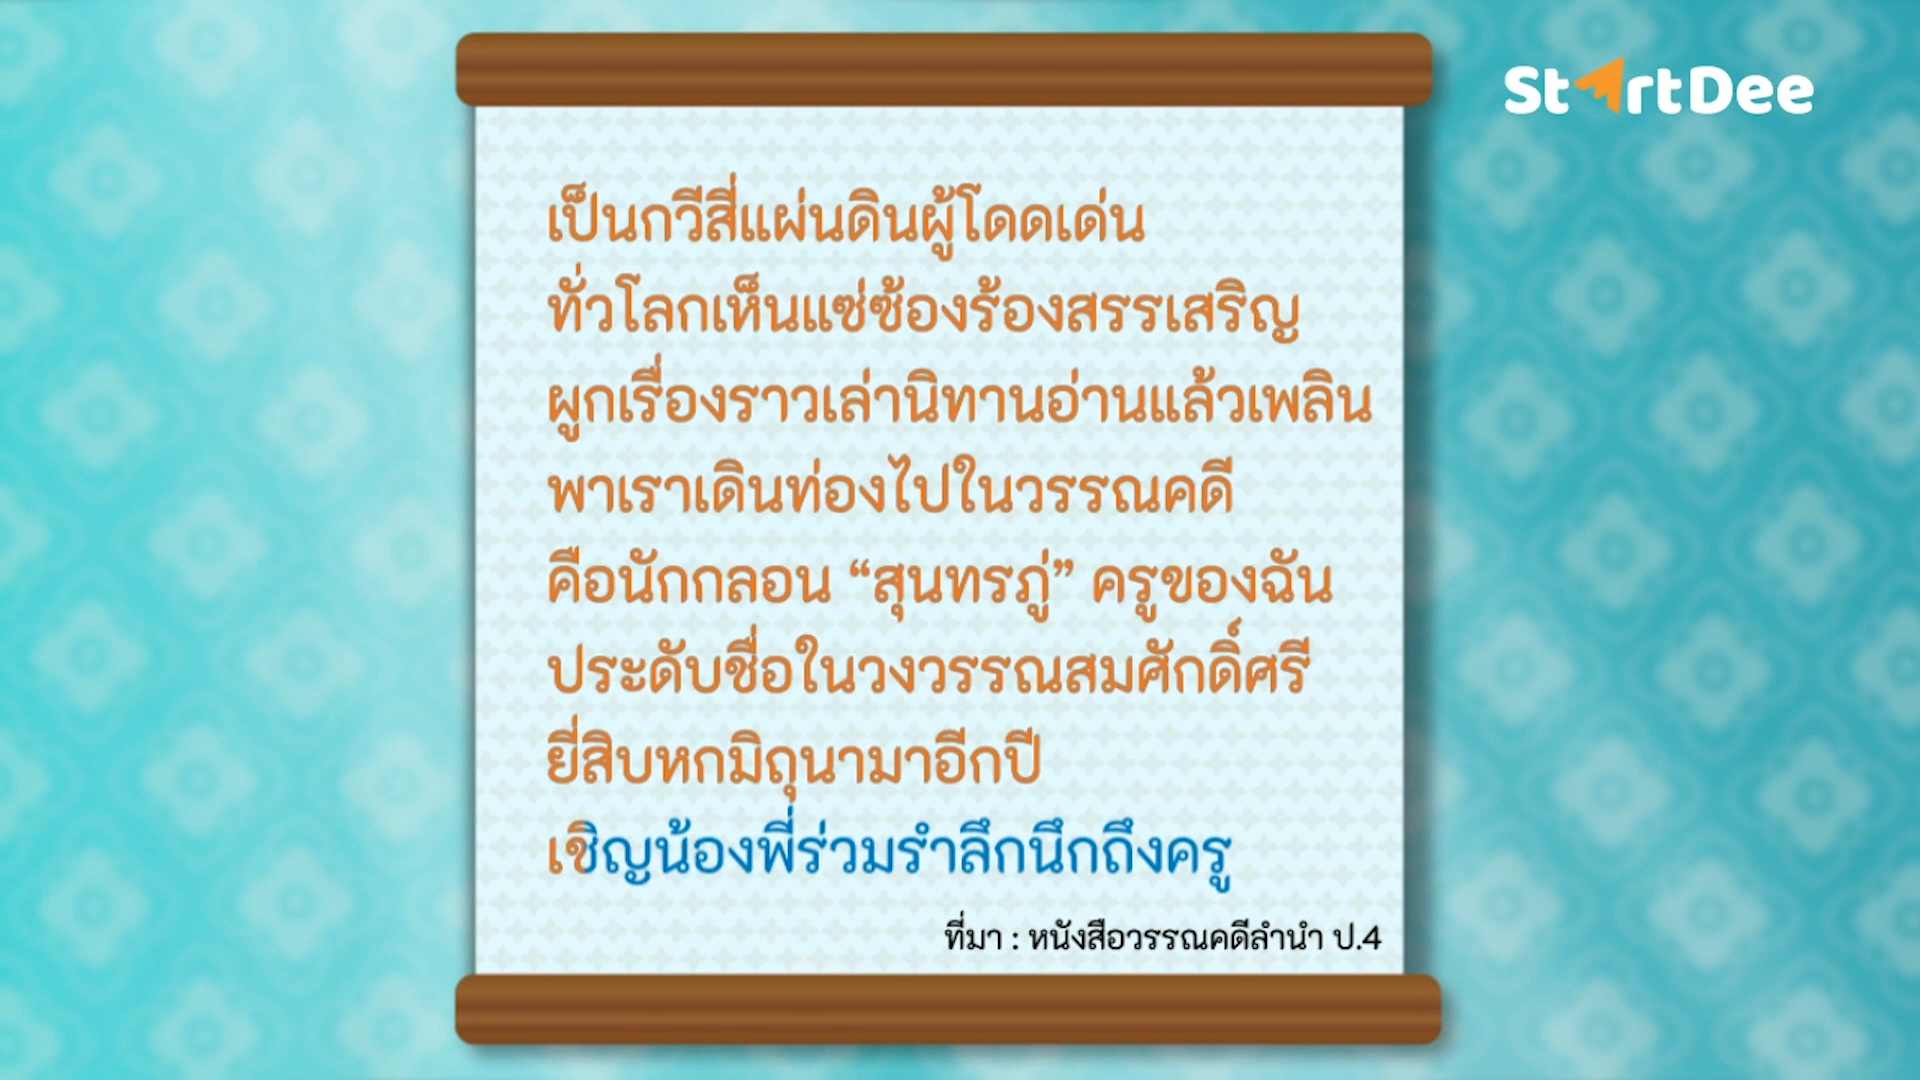 StartDee
เป็นกวีสี่แผ่นดินผู้โดดเด่น
ทั่วโลกเห็นแซ่ซ้องร้องสรรเสริญ
ผูกเรื่องราวเล่านิทานอ่านแล้วเพลิน
พาเราเดินท่องไปในวรรณคดี
คือนักกลอน “สุนทรภู่” ครูของฉัน
ประดับชื่อในวงวรรณสมศักดิ์ศรี
ยี่สิบหกมิถุนามาอีกปี
เชิญน้องพี่ร่วมรำลึกนึกถึงครู
ที่มา : หนังสือวรรณคดีลำนำ ป.4